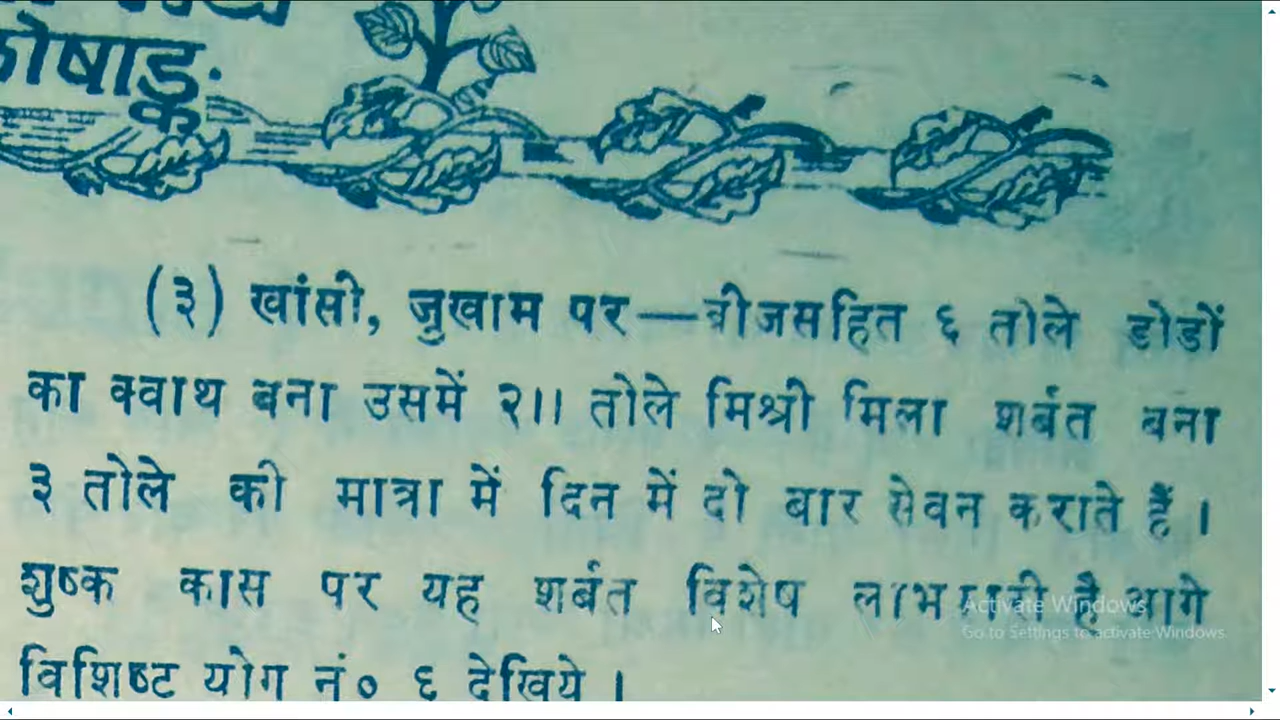 कोषाङ्क
(३) खांसी, जुखाम पर—बीजसहित ६ तोले डोडों
का क्वाथ बना उसमें २।। तोले मिश्री मिला शर्बत बना
३ तोले की मात्रा में दिन में दो बार सेवन कराते हैं ।
शुष्क कास पर यह शर्बत विशेष लाभकारी है आगे
विशिष्ट योग नं० ६ देखिये ।
Activate Windows
Go to Settings to activate Windows.